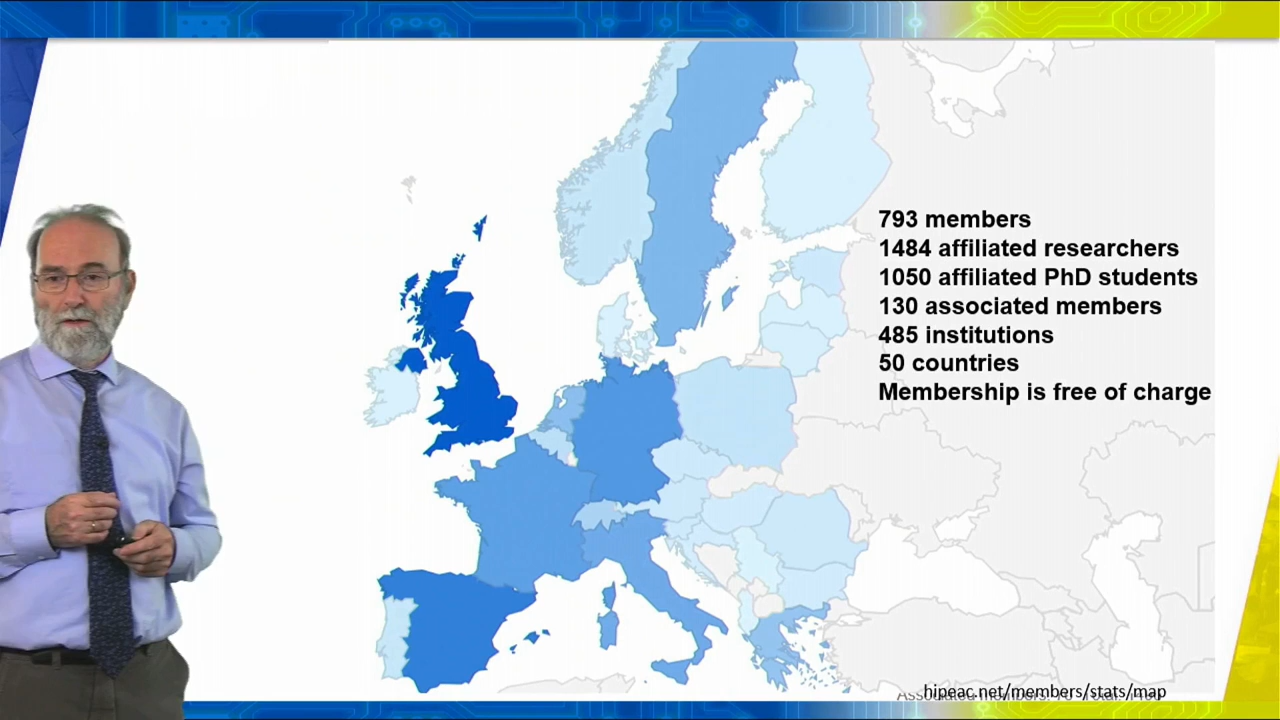 793 members
1484 affiliated researchers
1050 affiliated PhD students
130 associated members
485 institutions
50 countries
Membership is free of charge
hipeac.net/members/stats/map